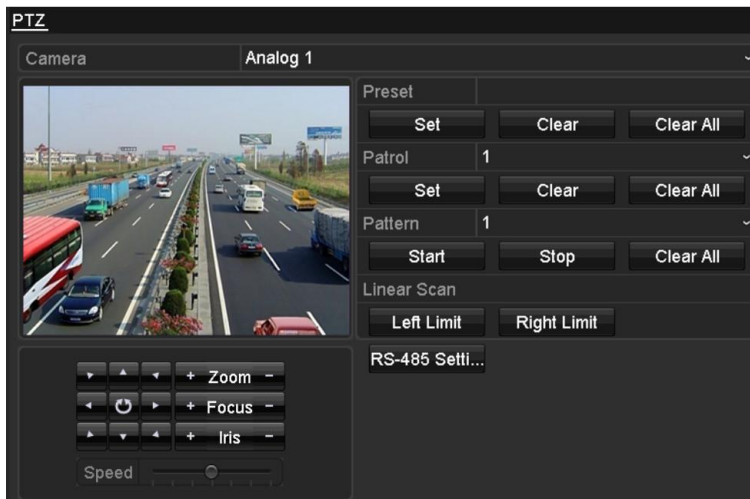 PTZ
Camera Analog 1
Preset
Set Clear Clear All
Patrol 1
Set Clear Clear All
Pattern 1
Start Stop Clear All
Linear Scan
Left Limit Right Limit
RS-485 Setti...
+ Zoom -
+ Focus -
+ Iris -
Speed